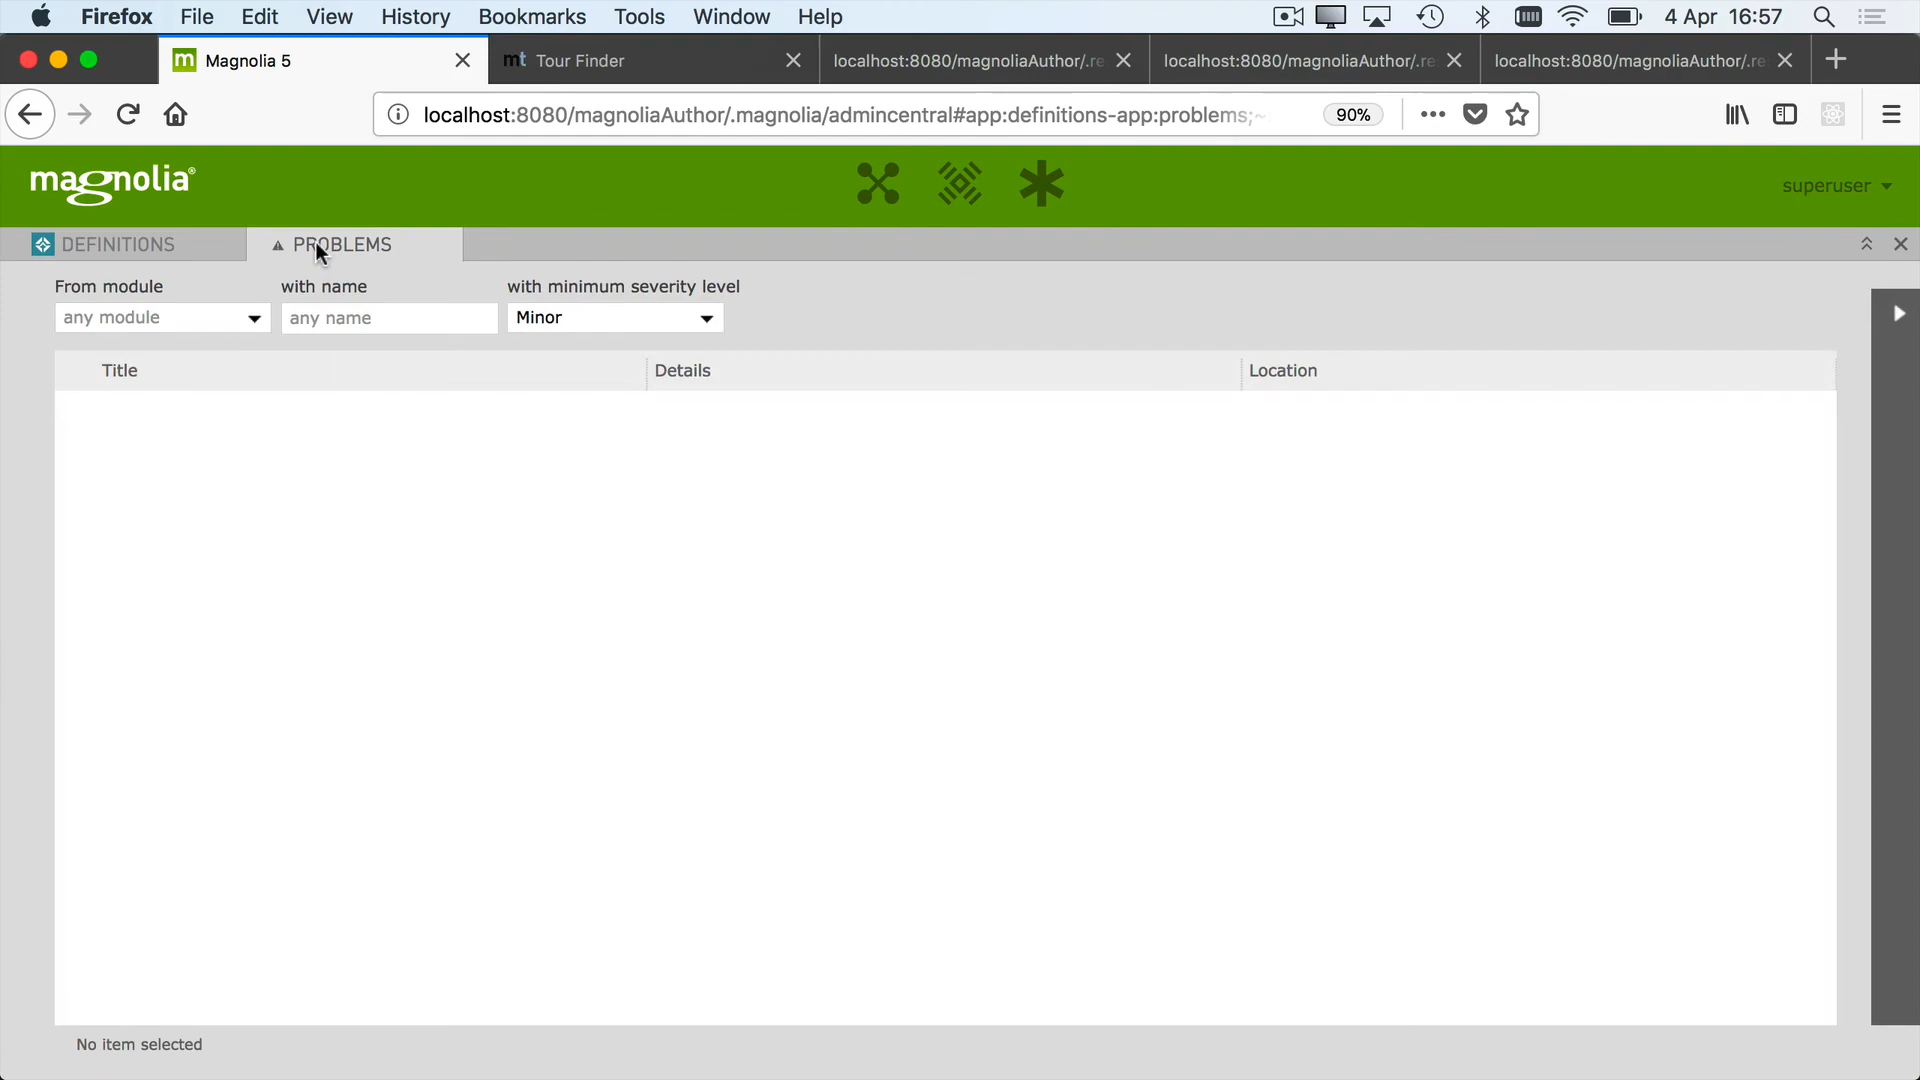 Firefox File Edit View History Bookmarks Tools Window Help 4 Apr 16:57
m Magnolia 5 mt Tour Finder localhost:8080/magnoliaAuthor/.re localhost:8080/magnoliaAuthor/.re localhost:8080/magnoliaAuthor/.re
localhost:8080/magnoliaAuthor/.magnolia/admincentral#app:definitions-app:problems;~ 90%
magnolia® superuser
DEFINITIONS PROBLEMS
From module with name with minimum severity level
any module any name Minor
Title Details Location
No item selected